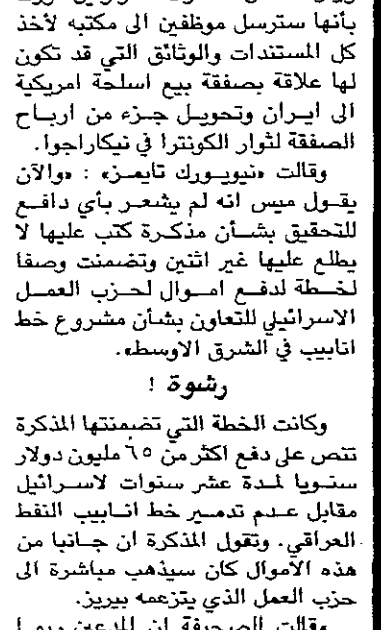 بأنها سترسل موظفين الى مكتبه لأخذ
كل المستندات والوثائق التي قد تكون
لها علاقة بصفقة بيع اسلحة امريكية
الى ايران وتحويل جزء من ارباح
الصفقة لثوار الكونترا في نيكاراجوا.
وقالت «نيويورك تايمز» : «والآن
يقول ميس انه لم يشعر بأي دافع
للتحقيق بشأن مذكرة كتب عليها لا
يطلع عليها غير اثنين وتضمنت وصفا
لخطة لدفع اموال لحزب العمل
الاسرائيلي للتعاون بشأن مشروع خط
انابيب في الشرق الاوسط».
رشوة !
وكانت الخطة التي تضمنتها المذكرة
تنص على دفع اكثر من ٦٥ مليون دولار
سنويا لمدة عشر سنوات لاسرائيل
مقابل عدم تدمير خط انابيب النفط
العراقي. وتقول المذكرة ان جانبا من
هذه الاموال كان سيذهب مباشرة الى
حزب العمل الذي يتزعمه بيريز.
وقالت الصحيفة ان المدعين